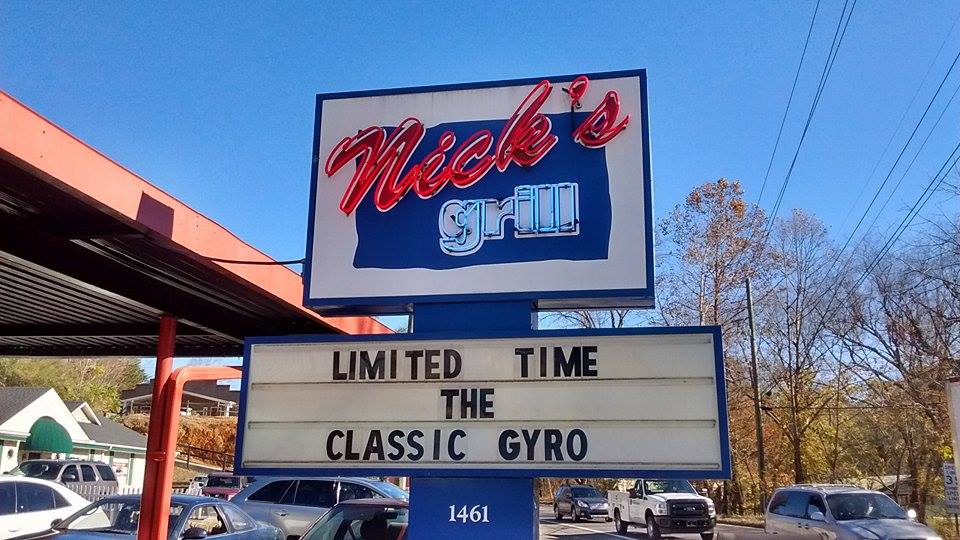 Nick's
grill
LIMITED TIME
THE
CLASSIC GYRO
1461